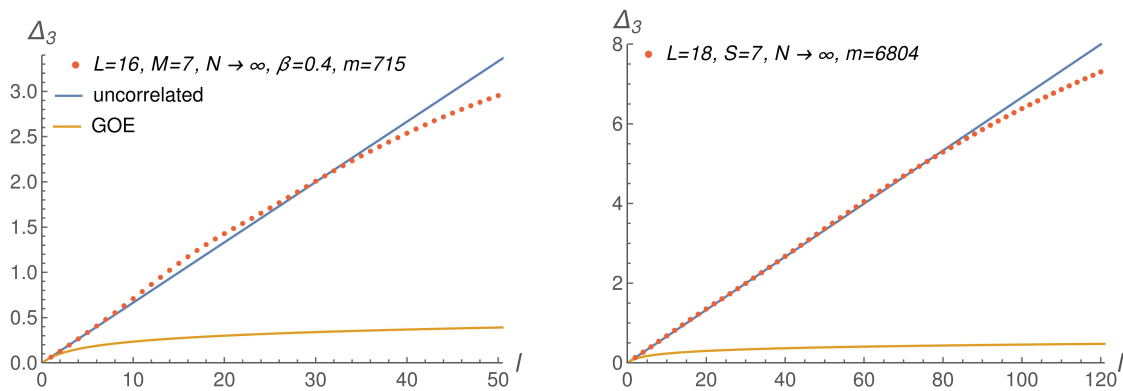 Δ₃
L=16, M=7, N → ∞, β=0.4, m=715
uncorrelated
GOE
3.0
2.5
2.0
1.5
1.0
0.5
0.0
0 10 20 30 40 50 l
Δ₃
L=18, S=7, N → ∞, m=6804
8
6
4
2
0
0 20 40 60 80 100 120 l